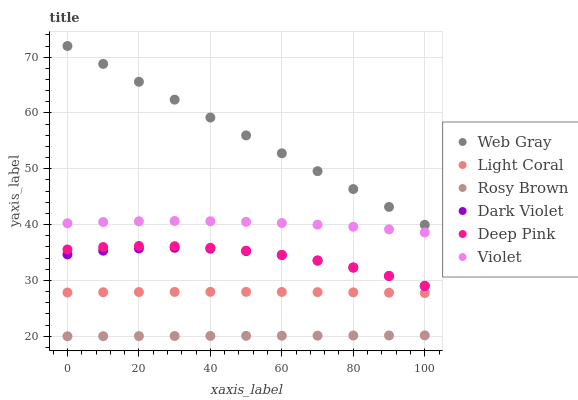 title
yaxis_label
70
60
50
40
30
20
0
20
40
60
80
100
xaxis_label
Web Gray
Light Coral
Rosy Brown
Dark Violet
Deep Pink
Violet